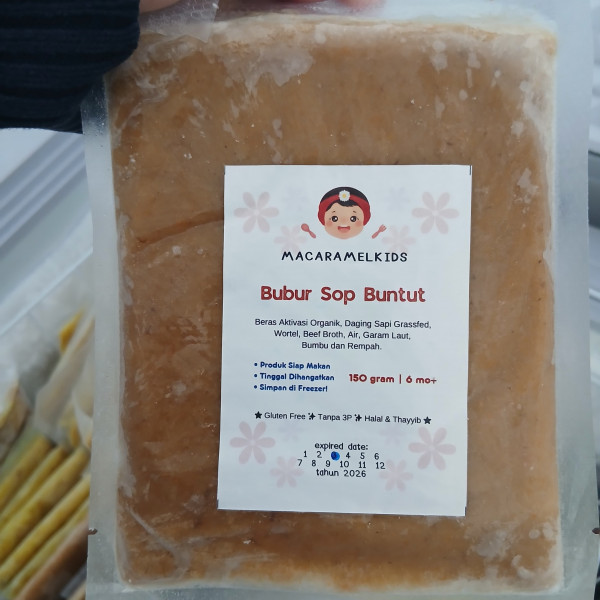 MACARAMELKIDS
Bubur Sop Buntut
Beras Aktivasi Organik, Daging Sapi Grassfed,
Wortel, Beef Broth, Air, Garam Laut,
Bumbu dan Rempah.
• Produk Siap Makan
• Tinggal Dihangatkan
• Simpan di Freezer!
150 gram | 6 mo+
★ Gluten Free ✨ Tanpa 3P ✨ Halal & Thayyib ★
expired date:
1 2 4 5 6
7 8 9 10 11 12
tahun 2026